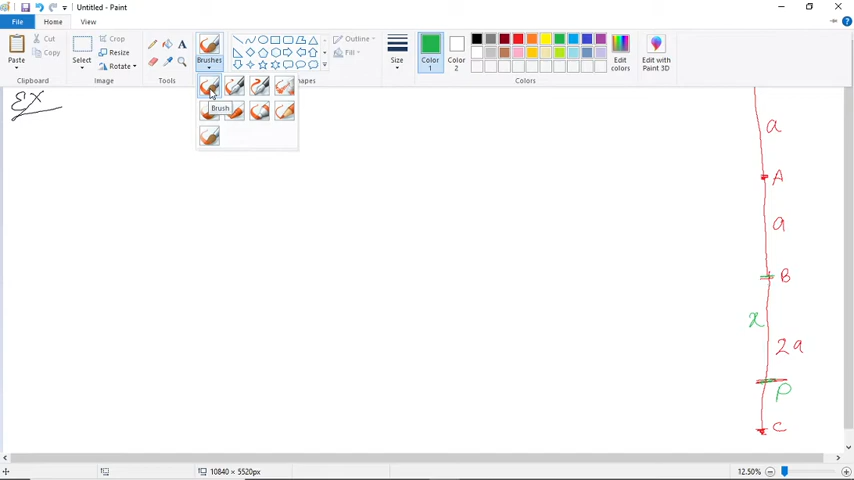 Untitled - Paint
File Home View
Paste
Cut
Copy
Clipboard
Select
Crop
Resize
Rotate
Image
Tools
Brushes
Brush
Outline
Fill
hapes
Size
Color 1
Color 2
Colors
Edit colors
Edit with Paint 3D
EX
a
A
a
B
x
2a
P
C
10840 × 5520px
12.50%